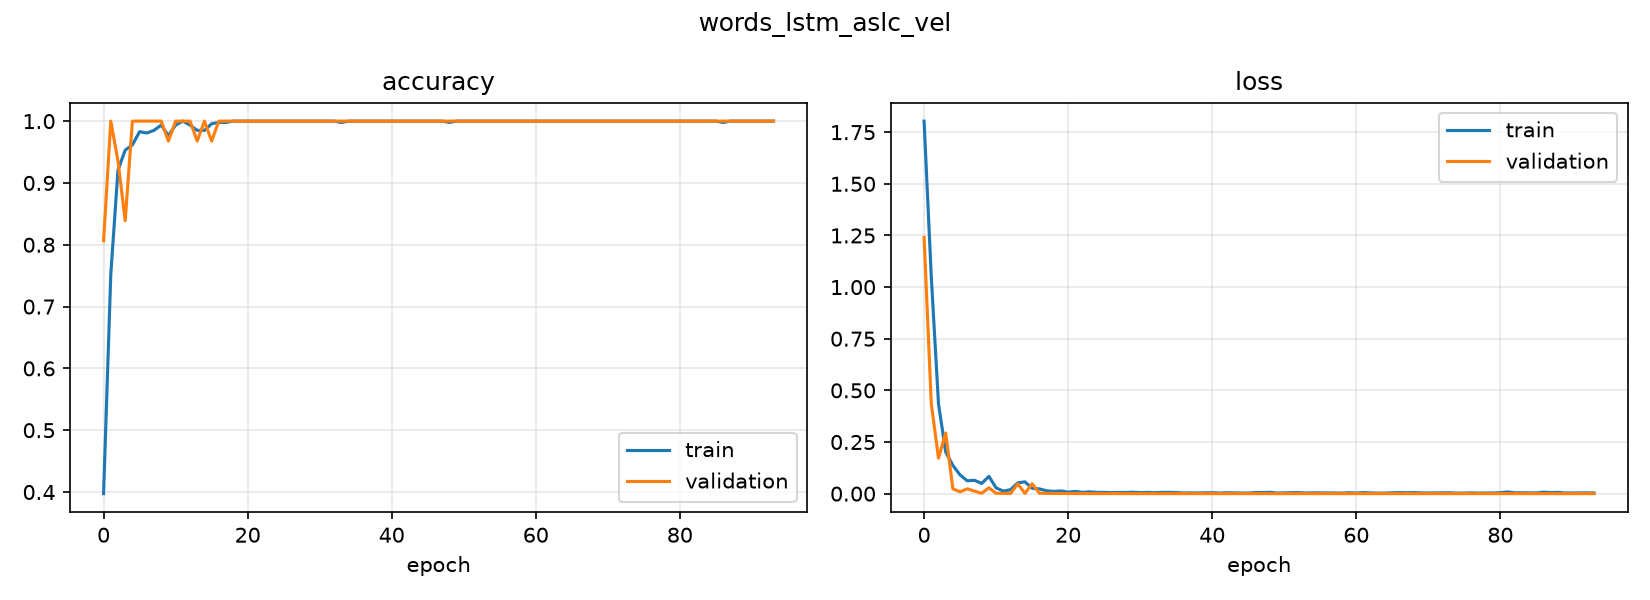 words_lstm_aslc_vel
accuracy
1.0
0.9
0.8
0.7
0.6
0.5
0.4
train
validation
0 20 40 60 80
epoch
loss
1.75
1.50
1.25
1.00
0.75
0.50
0.25
0.00
train
validation
0 20 40 60 80
epoch